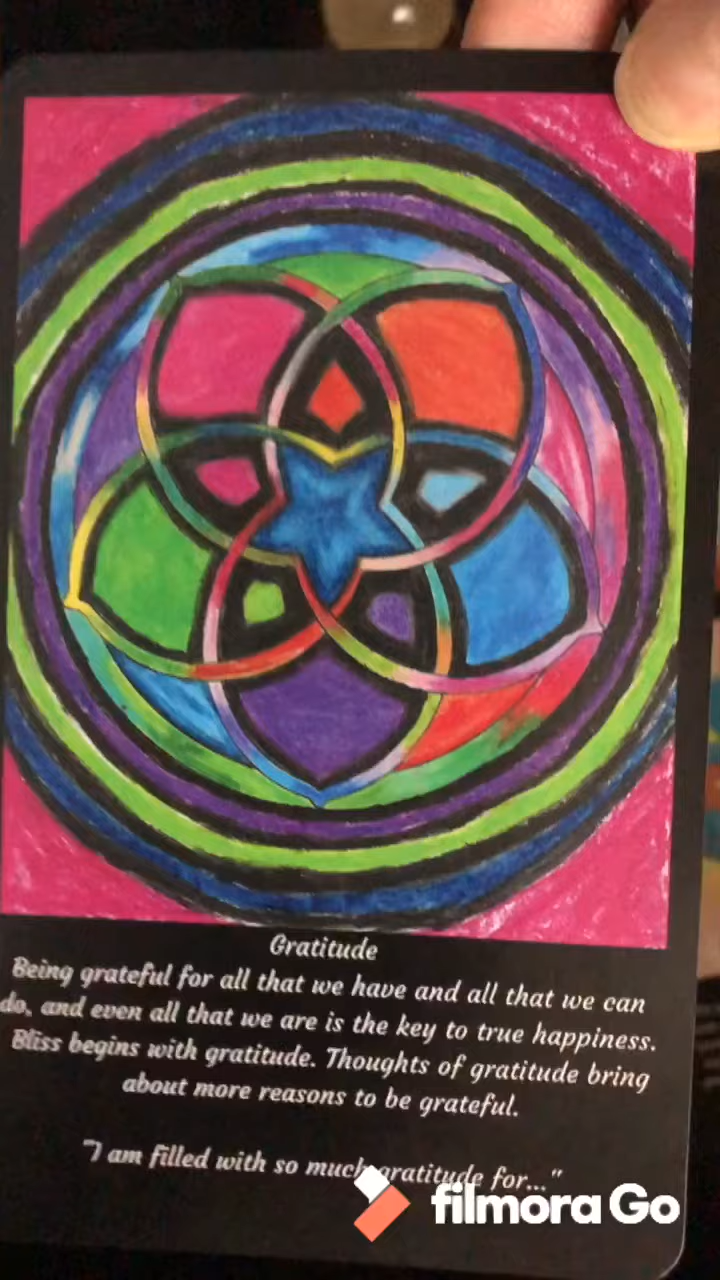 Gratitude
Being grateful for all that we have and all that we can
do, and even all that we are is the key to true happiness.
Bliss begins with gratitude. Thoughts of gratitude bring
about more reasons to be grateful.
"I am filled with so much gratitude for..."
filmora Go